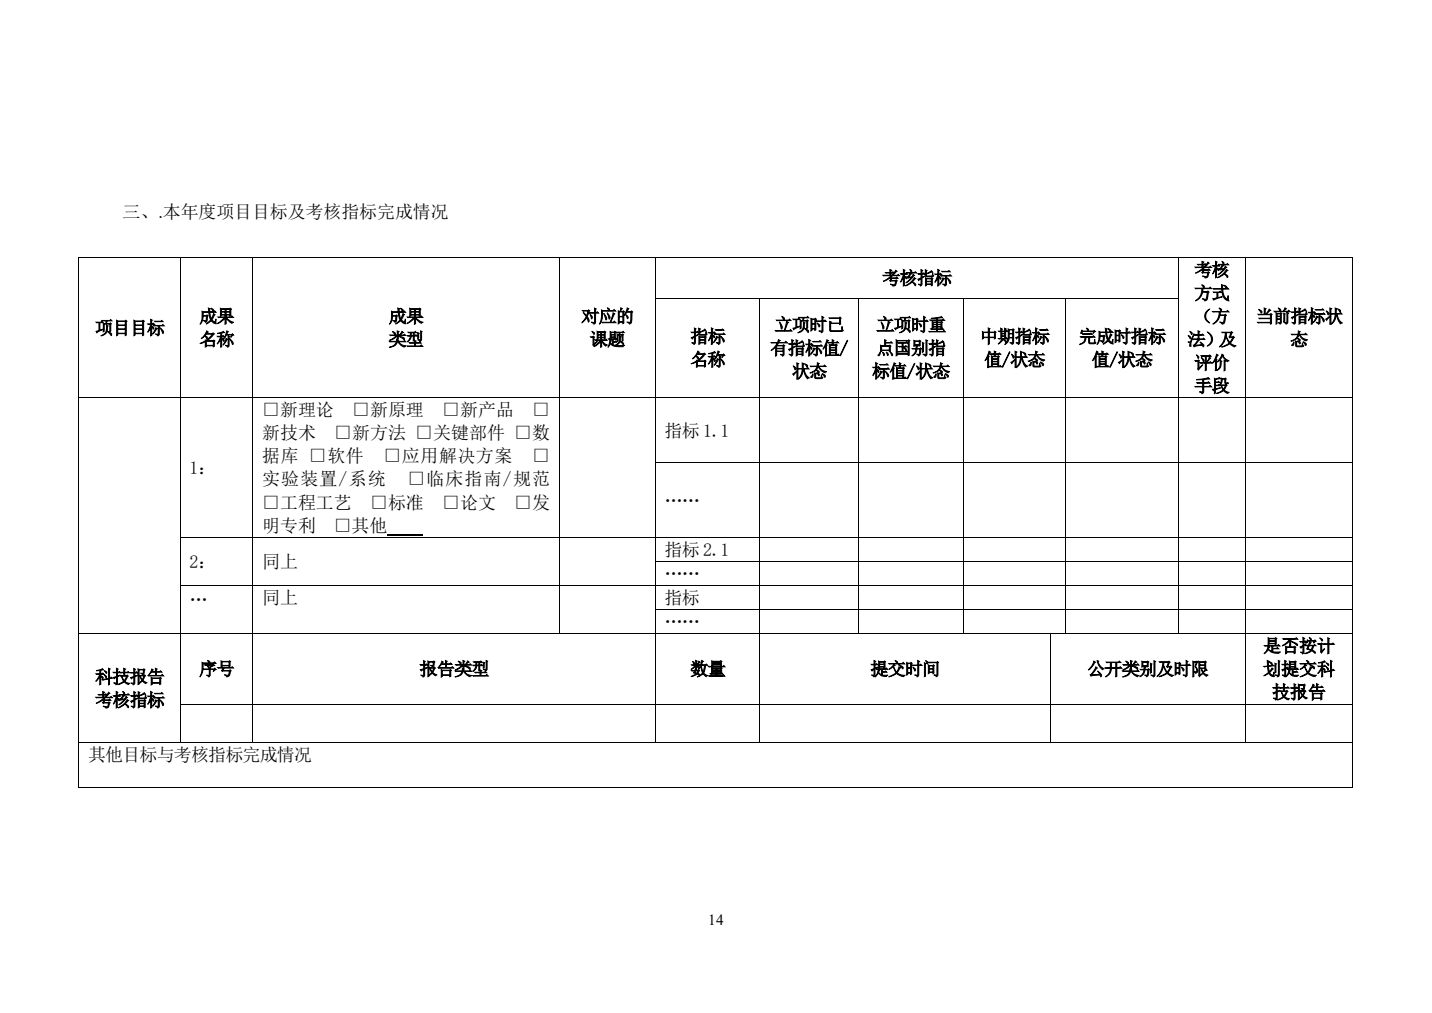 三、.本年度项目目标及考核指标完成情况
项目目标
成果
名称
成果
类型
对应的
课题
考核指标
指标
名称
立项时已
有指标值/
状态
立项时重
点国别指
标值/状态
中期指标
值/状态
完成时指标
值/状态
考核
方式
（方
法）及
评价
手段
当前指标状
态
1：
□新理论 □新原理 □新产品 □
新技术 □新方法 □关键部件 □数
据库 □软件 □应用解决方案 □
实验装置/系统 □临床指南/规范
□工程工艺 □标准 □论文 □发
明专利 □其他____
指标 1.1
……
2：
同上
指标 2.1
……
…
同上
指标
……
科技报告
考核指标
序号
报告类型
数量
提交时间
公开类别及时限
是否按计
划提交科
技报告
其他目标与考核指标完成情况
14